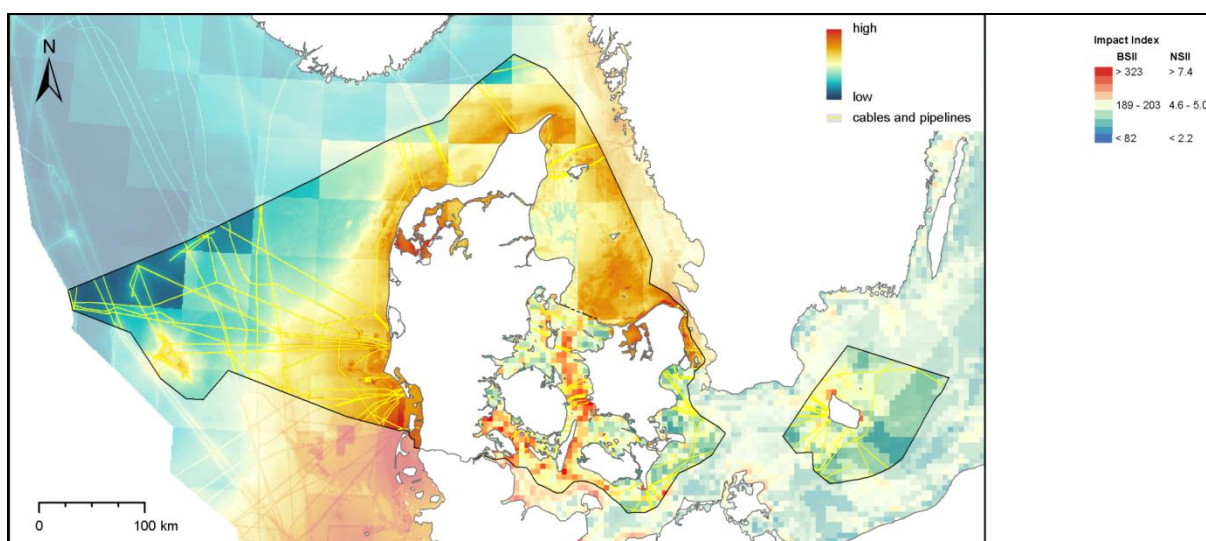 N
high
low
cables and pipelines
0 100 km
Impact Index
BSII NSII
> 323 > 7.4
189 - 203 4.6 - 5.0
< 82 < 2.2